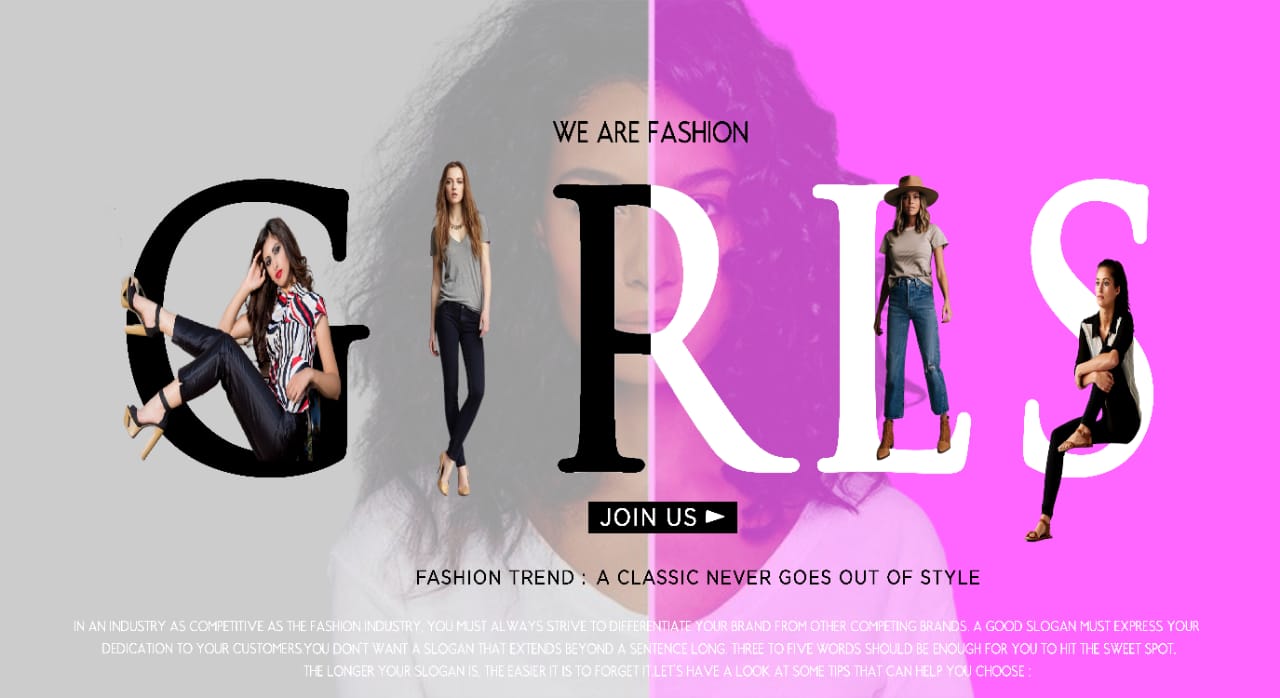 WE ARE FASHION
G RLS
JOIN US
FASHION TREND : A CLASSIC NEVER GOES OUT OF STYLE
IN AN INDUSTRY AS COMPETITIVE AS THE FASHION INDUSTRY, YOU MUST ALWAYS STRIVE TO DIFFERENTIATE YOUR BRAND FROM OTHER COMPETING BRANDS. A GOOD SLOGAN MUST EXPRESS YOUR
DEDICATION TO YOUR CUSTOMERS.YOU DON'T WANT A SLOGAN THAT EXTENDS BEYOND A SENTENCE LONG. THREE TO FIVE WORDS SHOULD BE ENOUGH FOR YOU TO HIT THE SWEET SPOT.
THE LONGER YOUR SLOGAN IS, THE EASIER IT IS TO FORGET IT.LET'S HAVE A LOOK AT SOME TIPS THAT CAN HELP YOU CHOOSE :